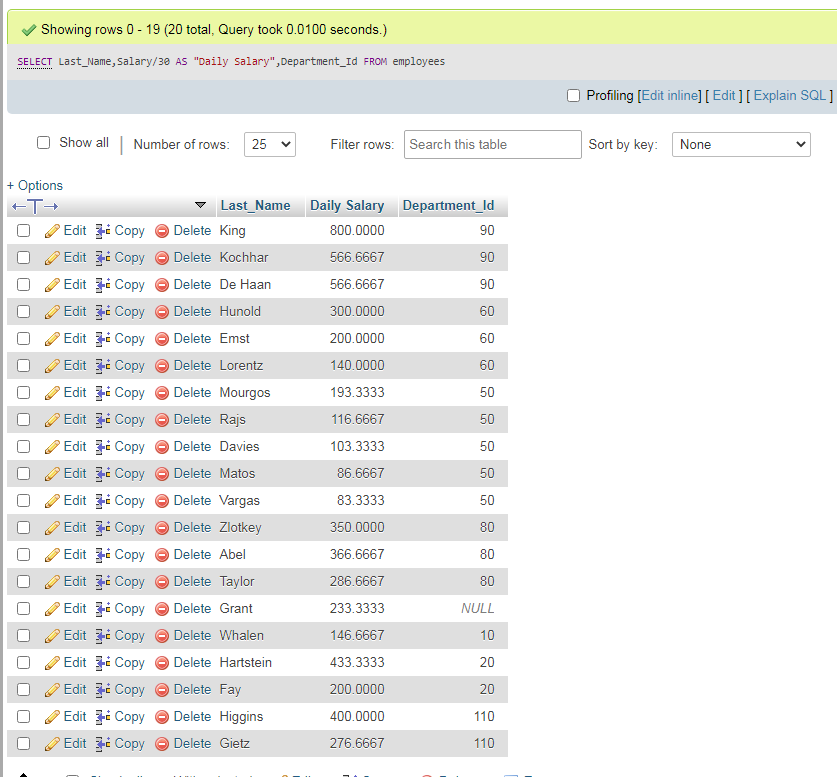 Showing rows 0 - 19 (20 total, Query took 0.0100 seconds.)
SELECT Last_Name,Salary/30 AS "Daily Salary",Department_Id FROM employees
Profiling [Edit inline] [ Edit ] [ Explain SQL ]
Show all | Number of rows: 25 Filter rows: Search this table Sort by key: None
+ Options
←T→ Last_Name Daily Salary Department_Id
Edit Copy Delete King 800.0000 90
Edit Copy Delete Kochhar 566.6667 90
Edit Copy Delete De Haan 566.6667 90
Edit Copy Delete Hunold 300.0000 60
Edit Copy Delete Emst 200.0000 60
Edit Copy Delete Lorentz 140.0000 60
Edit Copy Delete Mourgos 193.3333 50
Edit Copy Delete Rajs 116.6667 50
Edit Copy Delete Davies 103.3333 50
Edit Copy Delete Matos 86.6667 50
Edit Copy Delete Vargas 83.3333 50
Edit Copy Delete Zlotkey 350.0000 80
Edit Copy Delete Abel 366.6667 80
Edit Copy Delete Taylor 286.6667 80
Edit Copy Delete Grant 233.3333 NULL
Edit Copy Delete Whalen 146.6667 10
Edit Copy Delete Hartstein 433.3333 20
Edit Copy Delete Fay 200.0000 20
Edit Copy Delete Higgins 400.0000 110
Edit Copy Delete Gietz 276.6667 110